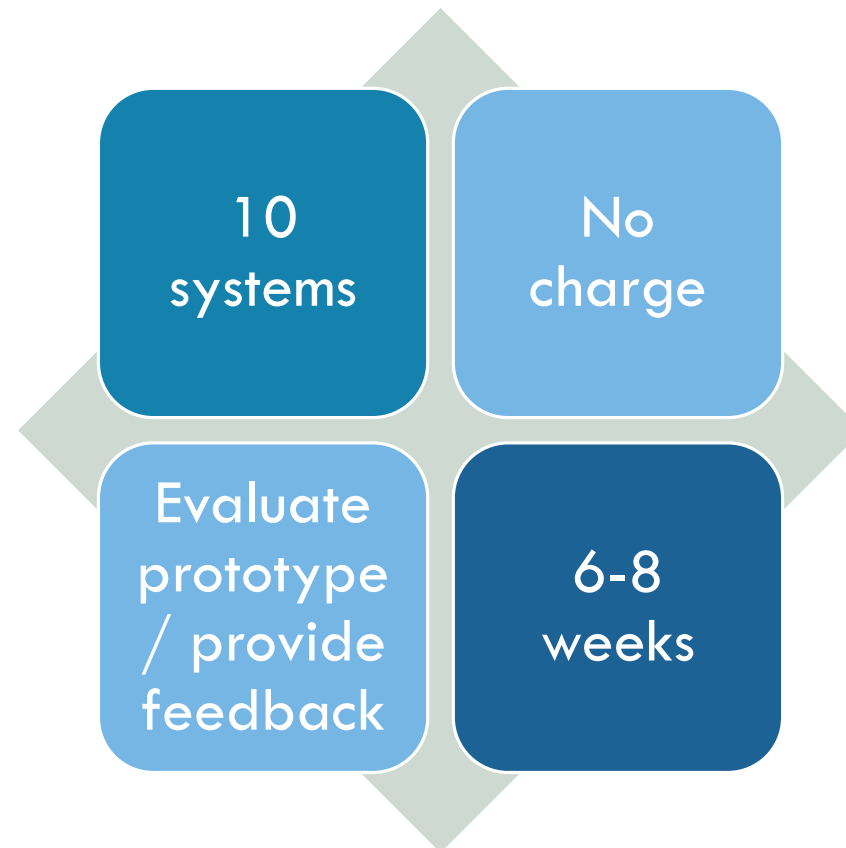 10
systems
No
charge
Evaluate
prototype
/ provide
feedback
6-8
weeks